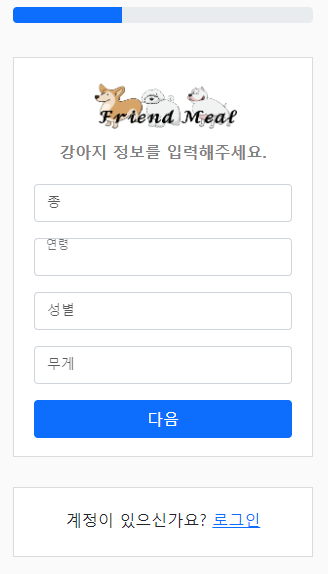 Friend Meal
강아지 정보를 입력해주세요.
종
연령
성별
무게
다음
계정이 있으신가요? 로그인